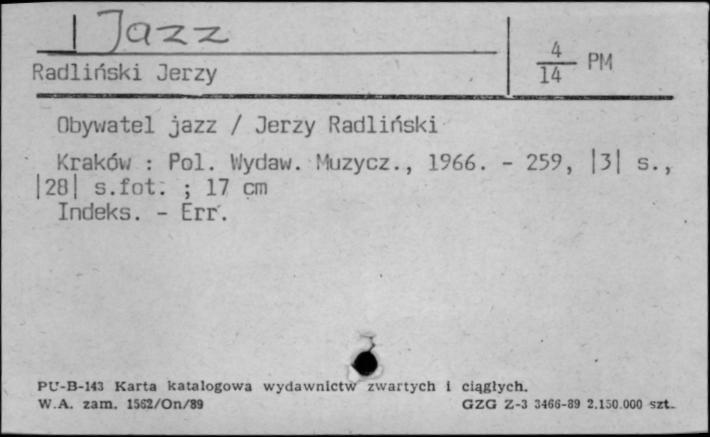 | Jazz
4/14 PM
Radliński Jerzy
Obywatel jazz / Jerzy Radliński
Kraków : Pol. Wydaw. Muzycz., 1966. - 259, |3| s.,
|28| s.fot. ; 17 cm
Indeks. - Err.
PU-B-143 Karta katalogowa wydawnictw zwartych i ciągłych.
W.A. zam. 1562/On/89 GZG Z-3 3466-89 2.150.000 szt.